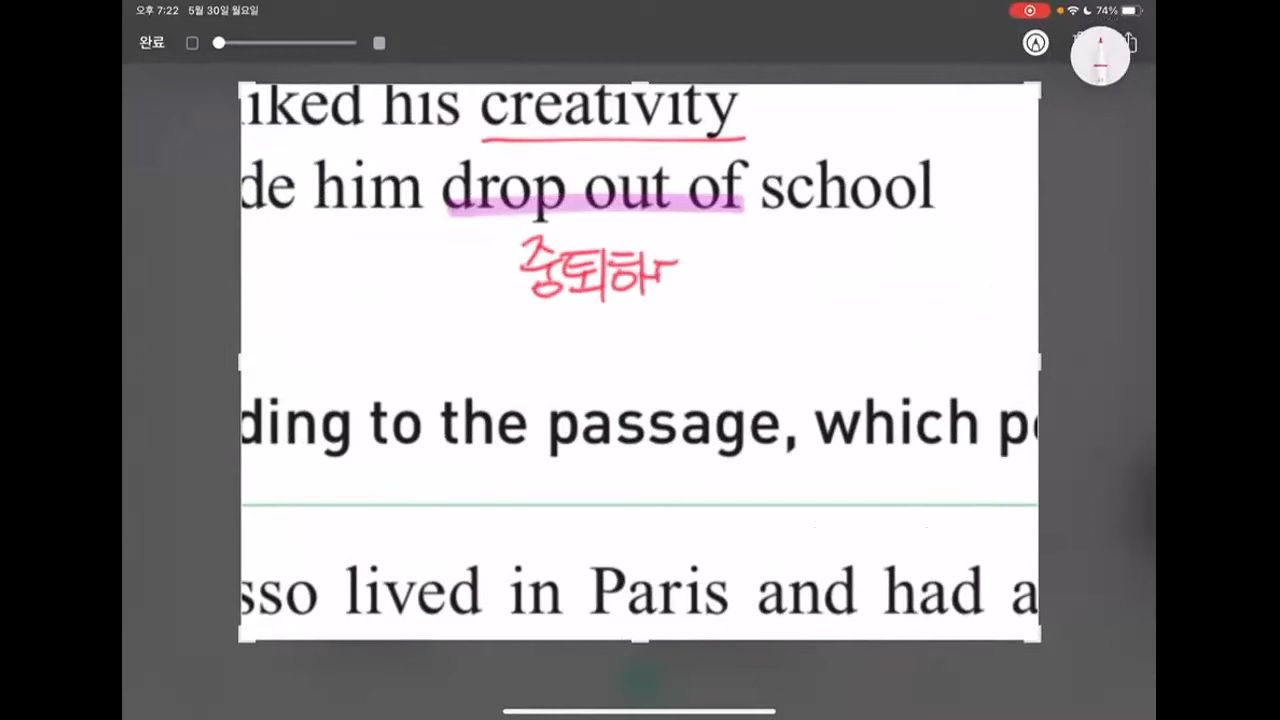 오후 7:22 5월 30일 월요일
74%
완료
iked his creativity
de him drop out of school
중퇴하
ding to the passage, which p
sso lived in Paris and had a